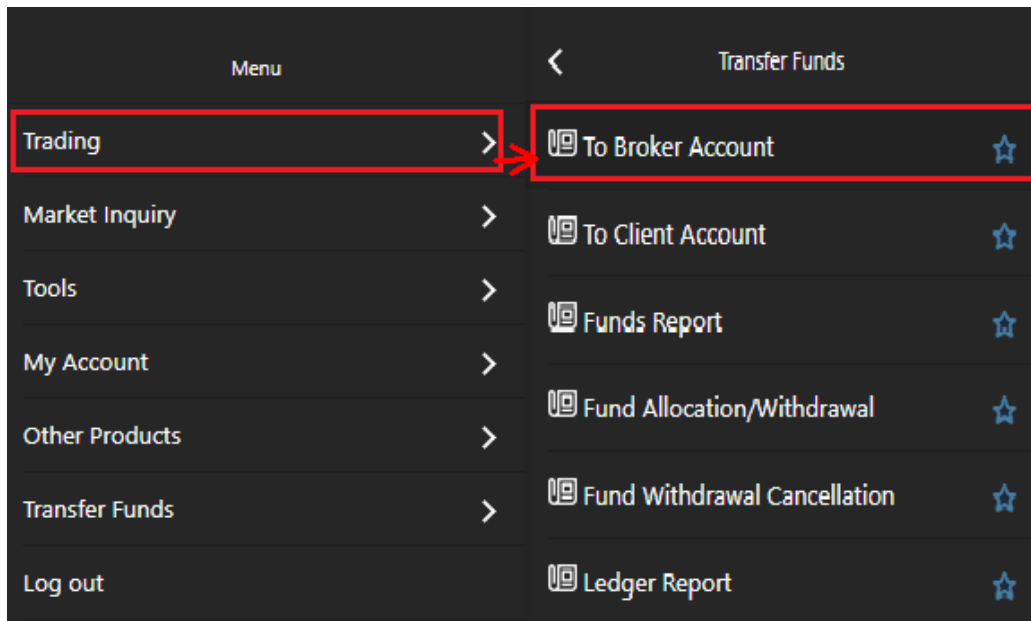 Menu
Trading
Market Inquiry
Tools
My Account
Other Products
Transfer Funds
Log out
Transfer Funds
To Broker Account
To Client Account
Funds Report
Fund Allocation/Withdrawal
Fund Withdrawal Cancellation
Ledger Report